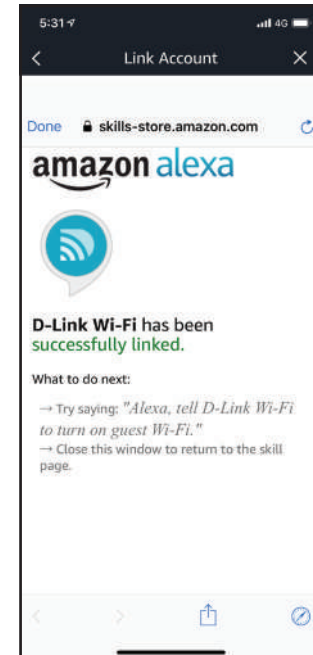 5:31 4G
Link Account
Done skills-store.amazon.com
amazon alexa
D-Link Wi-Fi has been
successfully linked.
What to do next:
→ Try saying: "Alexa, tell D-Link Wi-Fi
to turn on guest Wi-Fi."
→ Close this window to return to the skill
page.